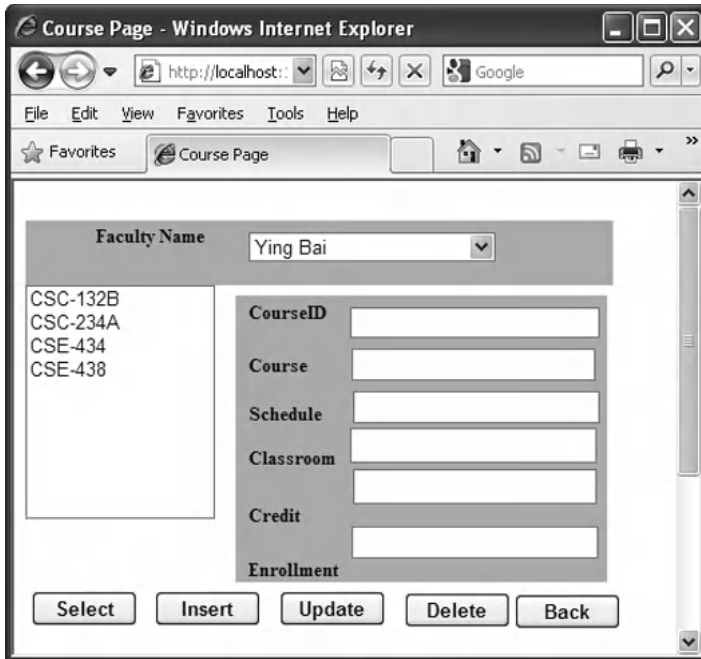 Course Page - Windows Internet Explorer
http://localhost::
Google
File Edit View Favorites Tools Help
Favorites
Course Page
»
Faculty Name
Ying Bai
CSC-132B
CSC-234A
CSE-434
CSE-438
CourseID
Course
Schedule
Classroom
Credit
Enrollment
Select Insert Update Delete Back